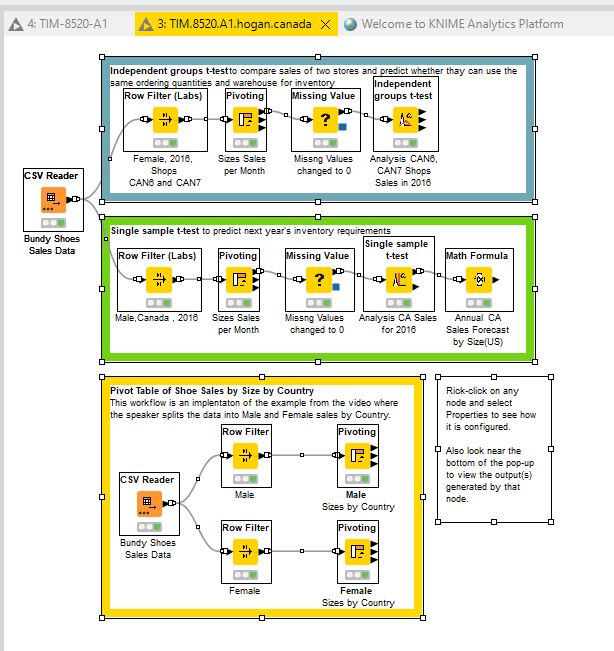 4: TIM-8520-A1
3: TIM.8520.A1.hogan.canada
Welcome to KNIME Analytics Platform
Independent groups t-testto compare sales of two stores and predict whether thay can use the
same ordering quantities and warehouse for inventory
Row Filter (Labs)
Pivoting
Missing Value
Independent
groups t-test
Female, 2016,
Shops
CAN6 and CAN7
Sizes Sales
per Month
Missng Values
changed to 0
Analysis CAN6,
CAN7 Shops
Sales in 2016
CSV Reader
Bundy Shoes
Sales Data
Single sample t-test to predict next year's inventory requirements
Row Filter (Labs)
Pivoting
Missing Value
Single sample
t-test
Math Formula
Male,Canada , 2016
Sizes Sales
per Month
Missng Values
changed to 0
Analysis CA Sales
for 2016
Annual CA
Sales Forecast
by Size(US)
Pivot Table of Shoe Sales by Size by Country
This workflow is an implentaton of the example from the video where
the speaker splits the data into Male and Female sales by Country.
Row Filter
Pivoting
Male
Male
Sizes by Country
CSV Reader
Bundy Shoes
Sales Data
Row Filter
Pivoting
Female
Female
Sizes by Country
Rick-click on any
node and select
Properties to see how
it is configured.
Also look near the
bottom of the pop-up
to view the output(s)
generated by that
node.